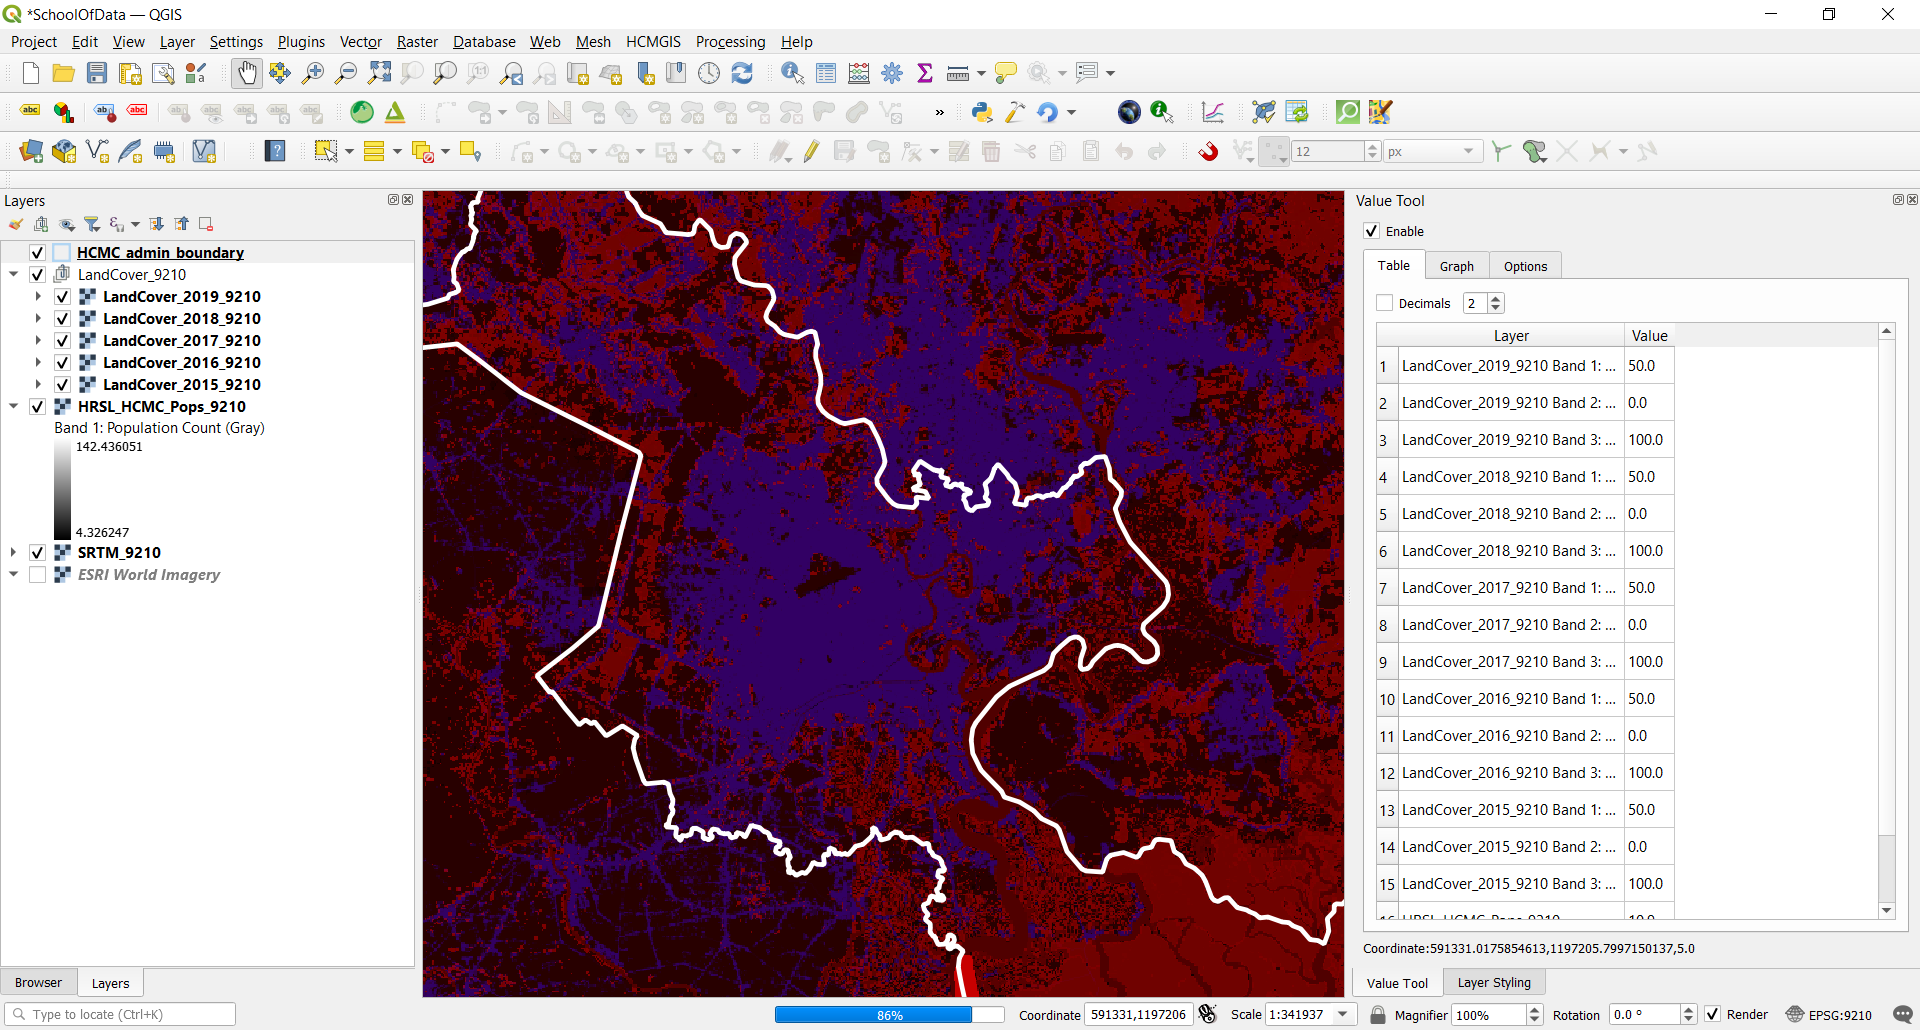 *SchoolOfData — QGIS
Project Edit View Layer Settings Plugins Vector Raster Database Web Mesh HCMGIS Processing Help
12 px
Layers
HCMC admin boundary
LandCover_9210
LandCover_2019_9210
LandCover_2018_9210
LandCover_2017_9210
LandCover_2016_9210
LandCover_2015_9210
HRSL_HCMC_Pops_9210
Band 1: Population Count (Gray)
142.436051
4.326247
SRTM_9210
ESRI World Imagery
Browser Layers
Value Tool
Enable
Table Graph Options
Decimals 2
Layer Value
1 LandCover_2019_9210 Band 1: ... 50.0
2 LandCover_2019_9210 Band 2: ... 0.0
3 LandCover_2019_9210 Band 3: ... 100.0
4 LandCover_2018_9210 Band 1: ... 50.0
5 LandCover_2018_9210 Band 2: ... 0.0
6 LandCover_2018_9210 Band 3: ... 100.0
7 LandCover_2017_9210 Band 1: ... 50.0
8 LandCover_2017_9210 Band 2: ... 0.0
9 LandCover_2017_9210 Band 3: ... 100.0
10 LandCover_2016_9210 Band 1: ... 50.0
11 LandCover_2016_9210 Band 2: ... 0.0
12 LandCover_2016_9210 Band 3: ... 100.0
13 LandCover_2015_9210 Band 1: ... 50.0
14 LandCover_2015_9210 Band 2: ... 0.0
15 LandCover_2015_9210 Band 3: ... 100.0
Coordinate:591331.0175854613,1197205.7997150137,5.0
Value Tool Layer Styling
Type to locate (Ctrl+K) 86% Coordinate 591331,1197206 Scale 1:341937 Magnifier 100% Rotation 0.0 ° Render EPSG:9210